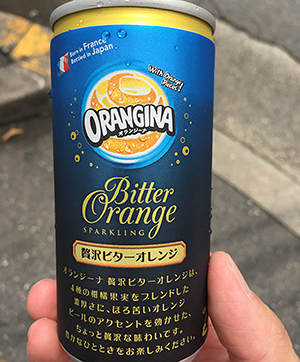 Born in France
Bottled in Japan
With Orange
Pieces!
ORANGINA
オランジーナ
Bitter
Orange
SPARKLING
贅沢ビターオレンジ
オランジーナ 贅沢ビターオレンジは、
4種の柑橘果実をブレンドした
濃厚さに、ほろ苦いオレンジ
ピールのアクセントを効かせた、
ちょっと贅沢な味わいです。
豊かなひとときをお楽しみください。